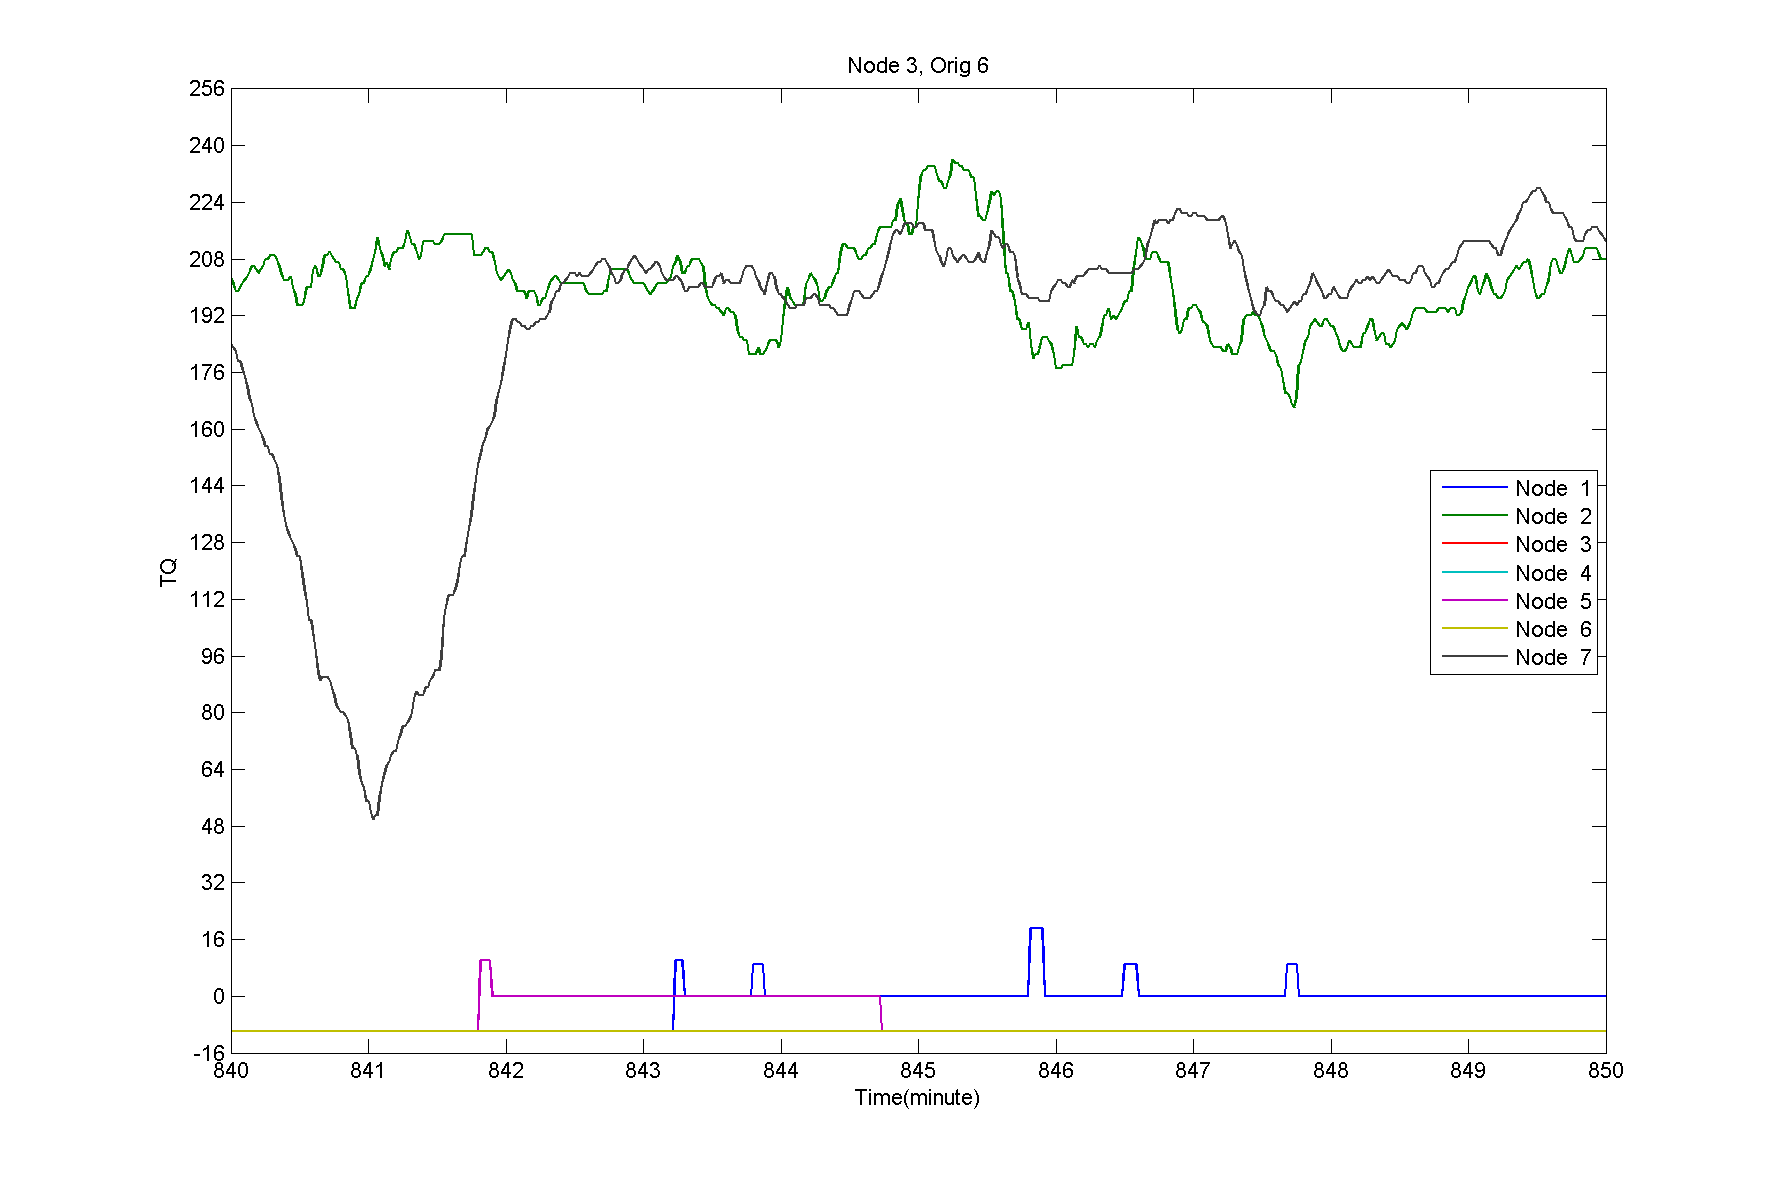 Node 3, Orig 6
256
240
224
208
192
176
160
144
128
112
96
80
64
48
32
16
0
-16
TQ
Node 1
Node 2
Node 3
Node 4
Node 5
Node 6
Node 7
840 841 842 843 844 845 846 847 848 849 850
Time(minute)